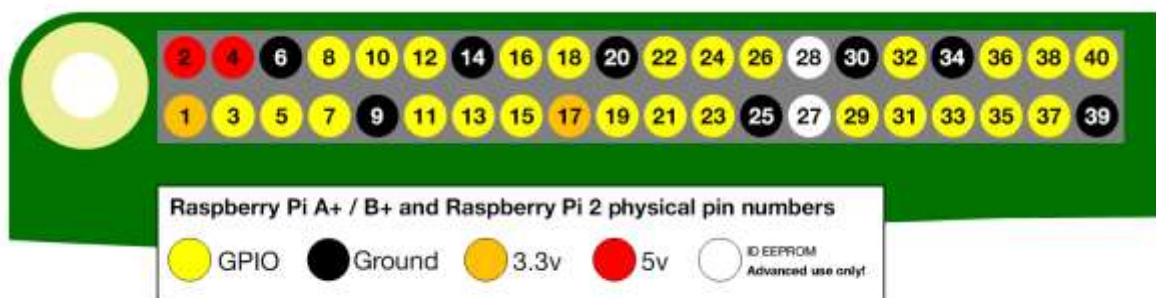 2 4 6 8 10 12 14 16 18 20 22 24 26 28 30 32 34 36 38 40
1 3 5 7 9 11 13 15 17 19 21 23 25 27 29 31 33 35 37 39
Raspberry Pi A+ / B+ and Raspberry Pi 2 physical pin numbers
GPIO Ground 3.3v 5v ID EEPROM
Advanced use only!